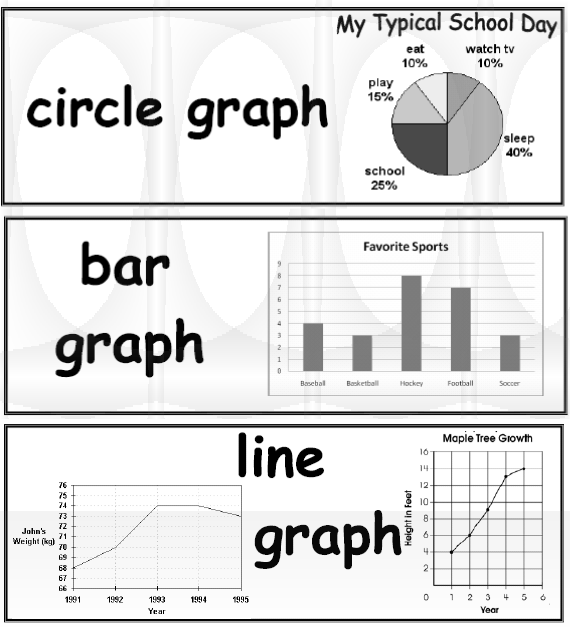 My Typical School Day
eat
10%
watch tv
10%
play
15%
circle graph
sleep
40%
school
25%
bar
graph
Favorite Sports
9
8
7
6
5
4
3
2
1
0
Baseball Basketball Hockey Football Soccer
line
graph
76
75
74
73
72
71
70
69
68
67
66
John's
Weight (kg)
1991 1992 1993 1994 1995
Year
Maple Tree Growth
16
14
12
10
8
6
4
2
Height in Feet
0 1 2 3 4 5 6
Year